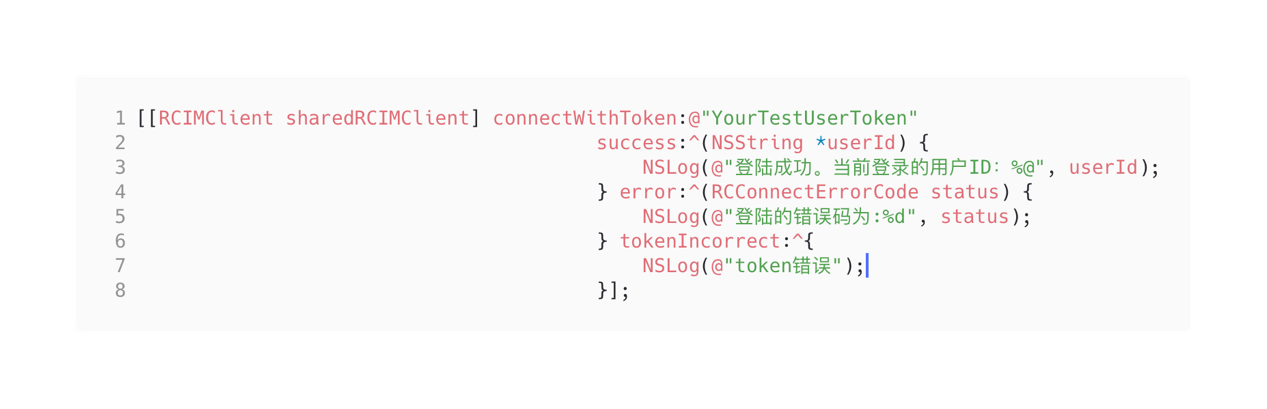 1 [[RCIMClient sharedRCIMClient] connectWithToken:@"YourTestUserToken"
2 success:^(NSString *userId) {
3 NSLog(@"登陆成功。当前登录的用户ID: %@", userId);
4 } error:^(RCConnectErrorCode status) {
5 NSLog(@"登陆的错误码为:%d", status);
6 } tokenIncorrect:^{
7 NSLog(@"token错误");
8 }];